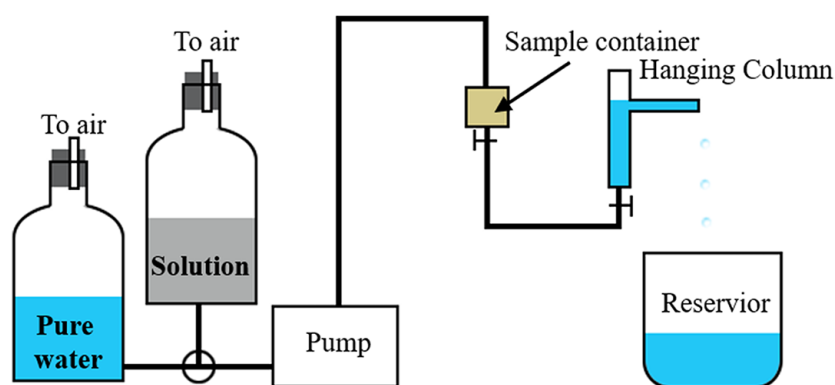 To air
Sample container
Hanging Column
To air
Solution
Pure
water
Pump
Reservior